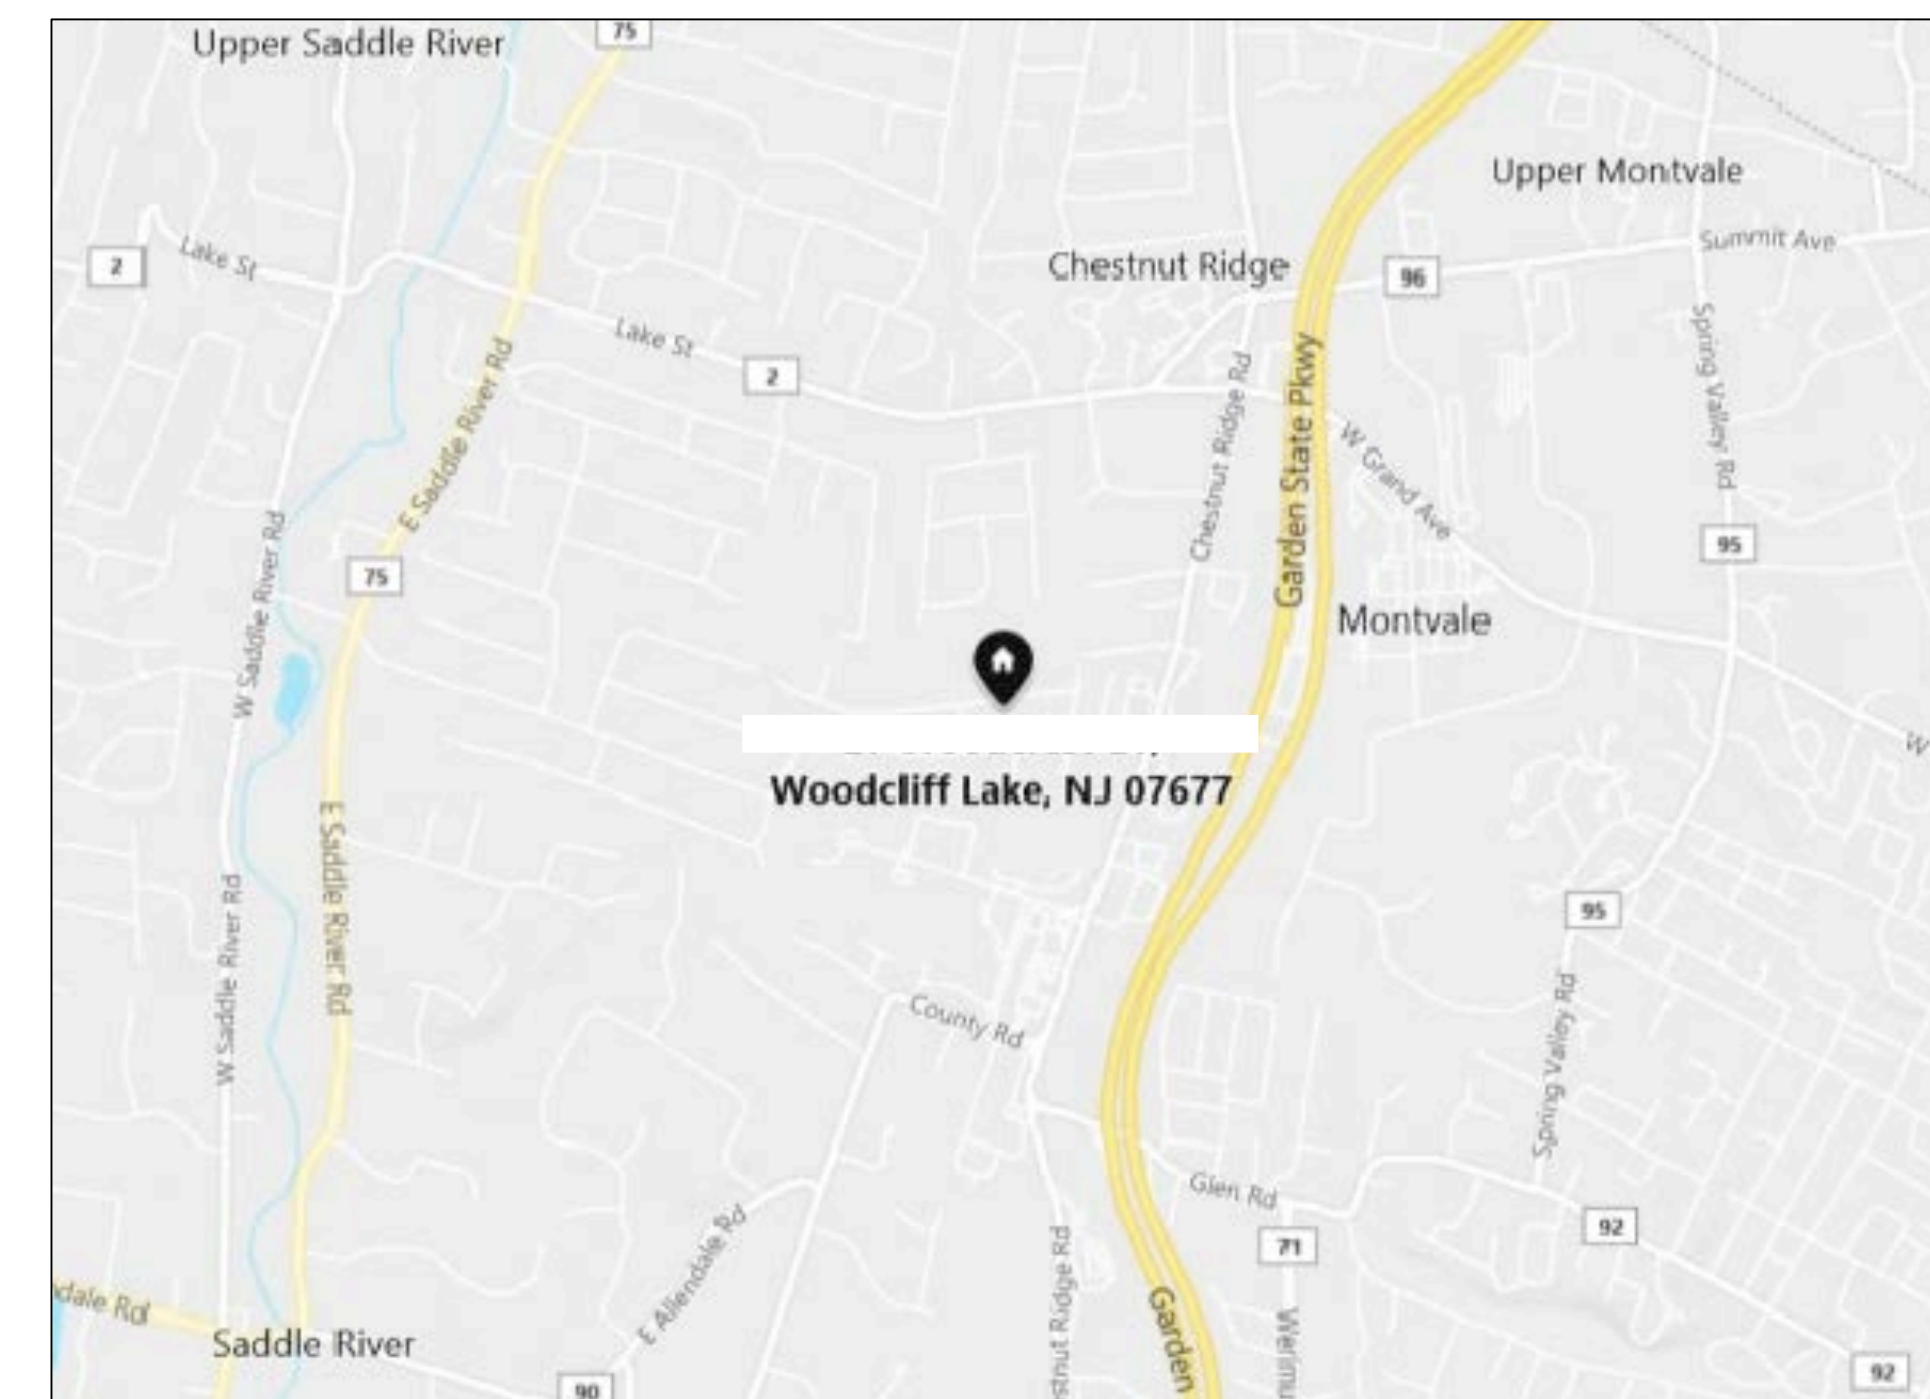 Upper Saddle River
75
Upper Montvale
Summit Ave
Lake St
2
Chestnut Ridge
96
Lake St
2
Spring Valley Rd
E Saddle River Rd
Chestnut Ridge Rd
Garden State Pkwy
W Grand Ave
95
W Saddle River Rd
75
Montvale
W
Woodcliff Lake, NJ 07677
E Saddle River Rd
W Saddle River Rd
95
County Rd
Spring Valley Rd
Glen Rd
92
71
E Allendale Rd
stnut Ridge Rd
Garden
dale Rd
Saddle River
90
92